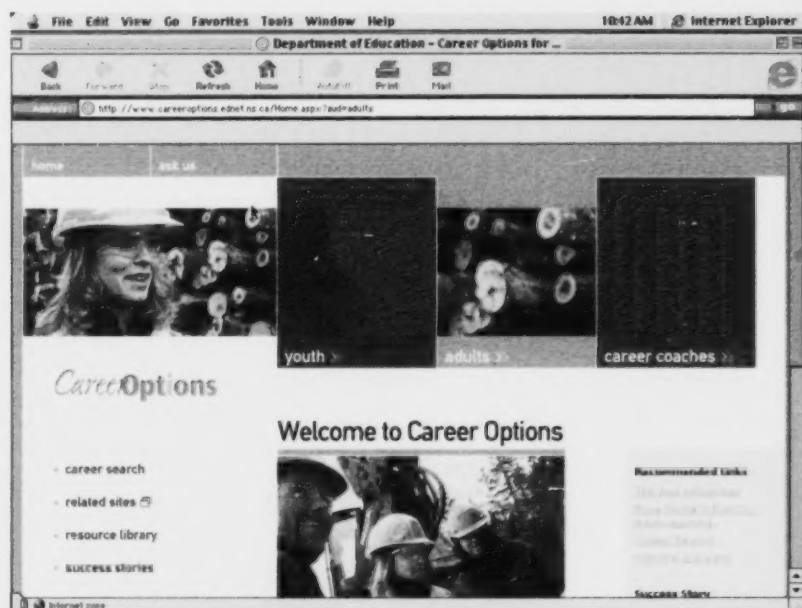 File Edit View Go Favorites Tools Window Help 10:42 AM Internet Explorer
Department of Education – Career Options for ...
Back Forward Stop Refresh Home AutoFill Print Mail
Address http://www.careeroptions.ednet.ns.ca/Home.aspx?aud=adults go
home ask us
youth >> adults >> career coaches >>
CareerOptions
Welcome to Career Options
career search
related sites
resource library
success stories
Recommended Links
Success Story
Internet zone